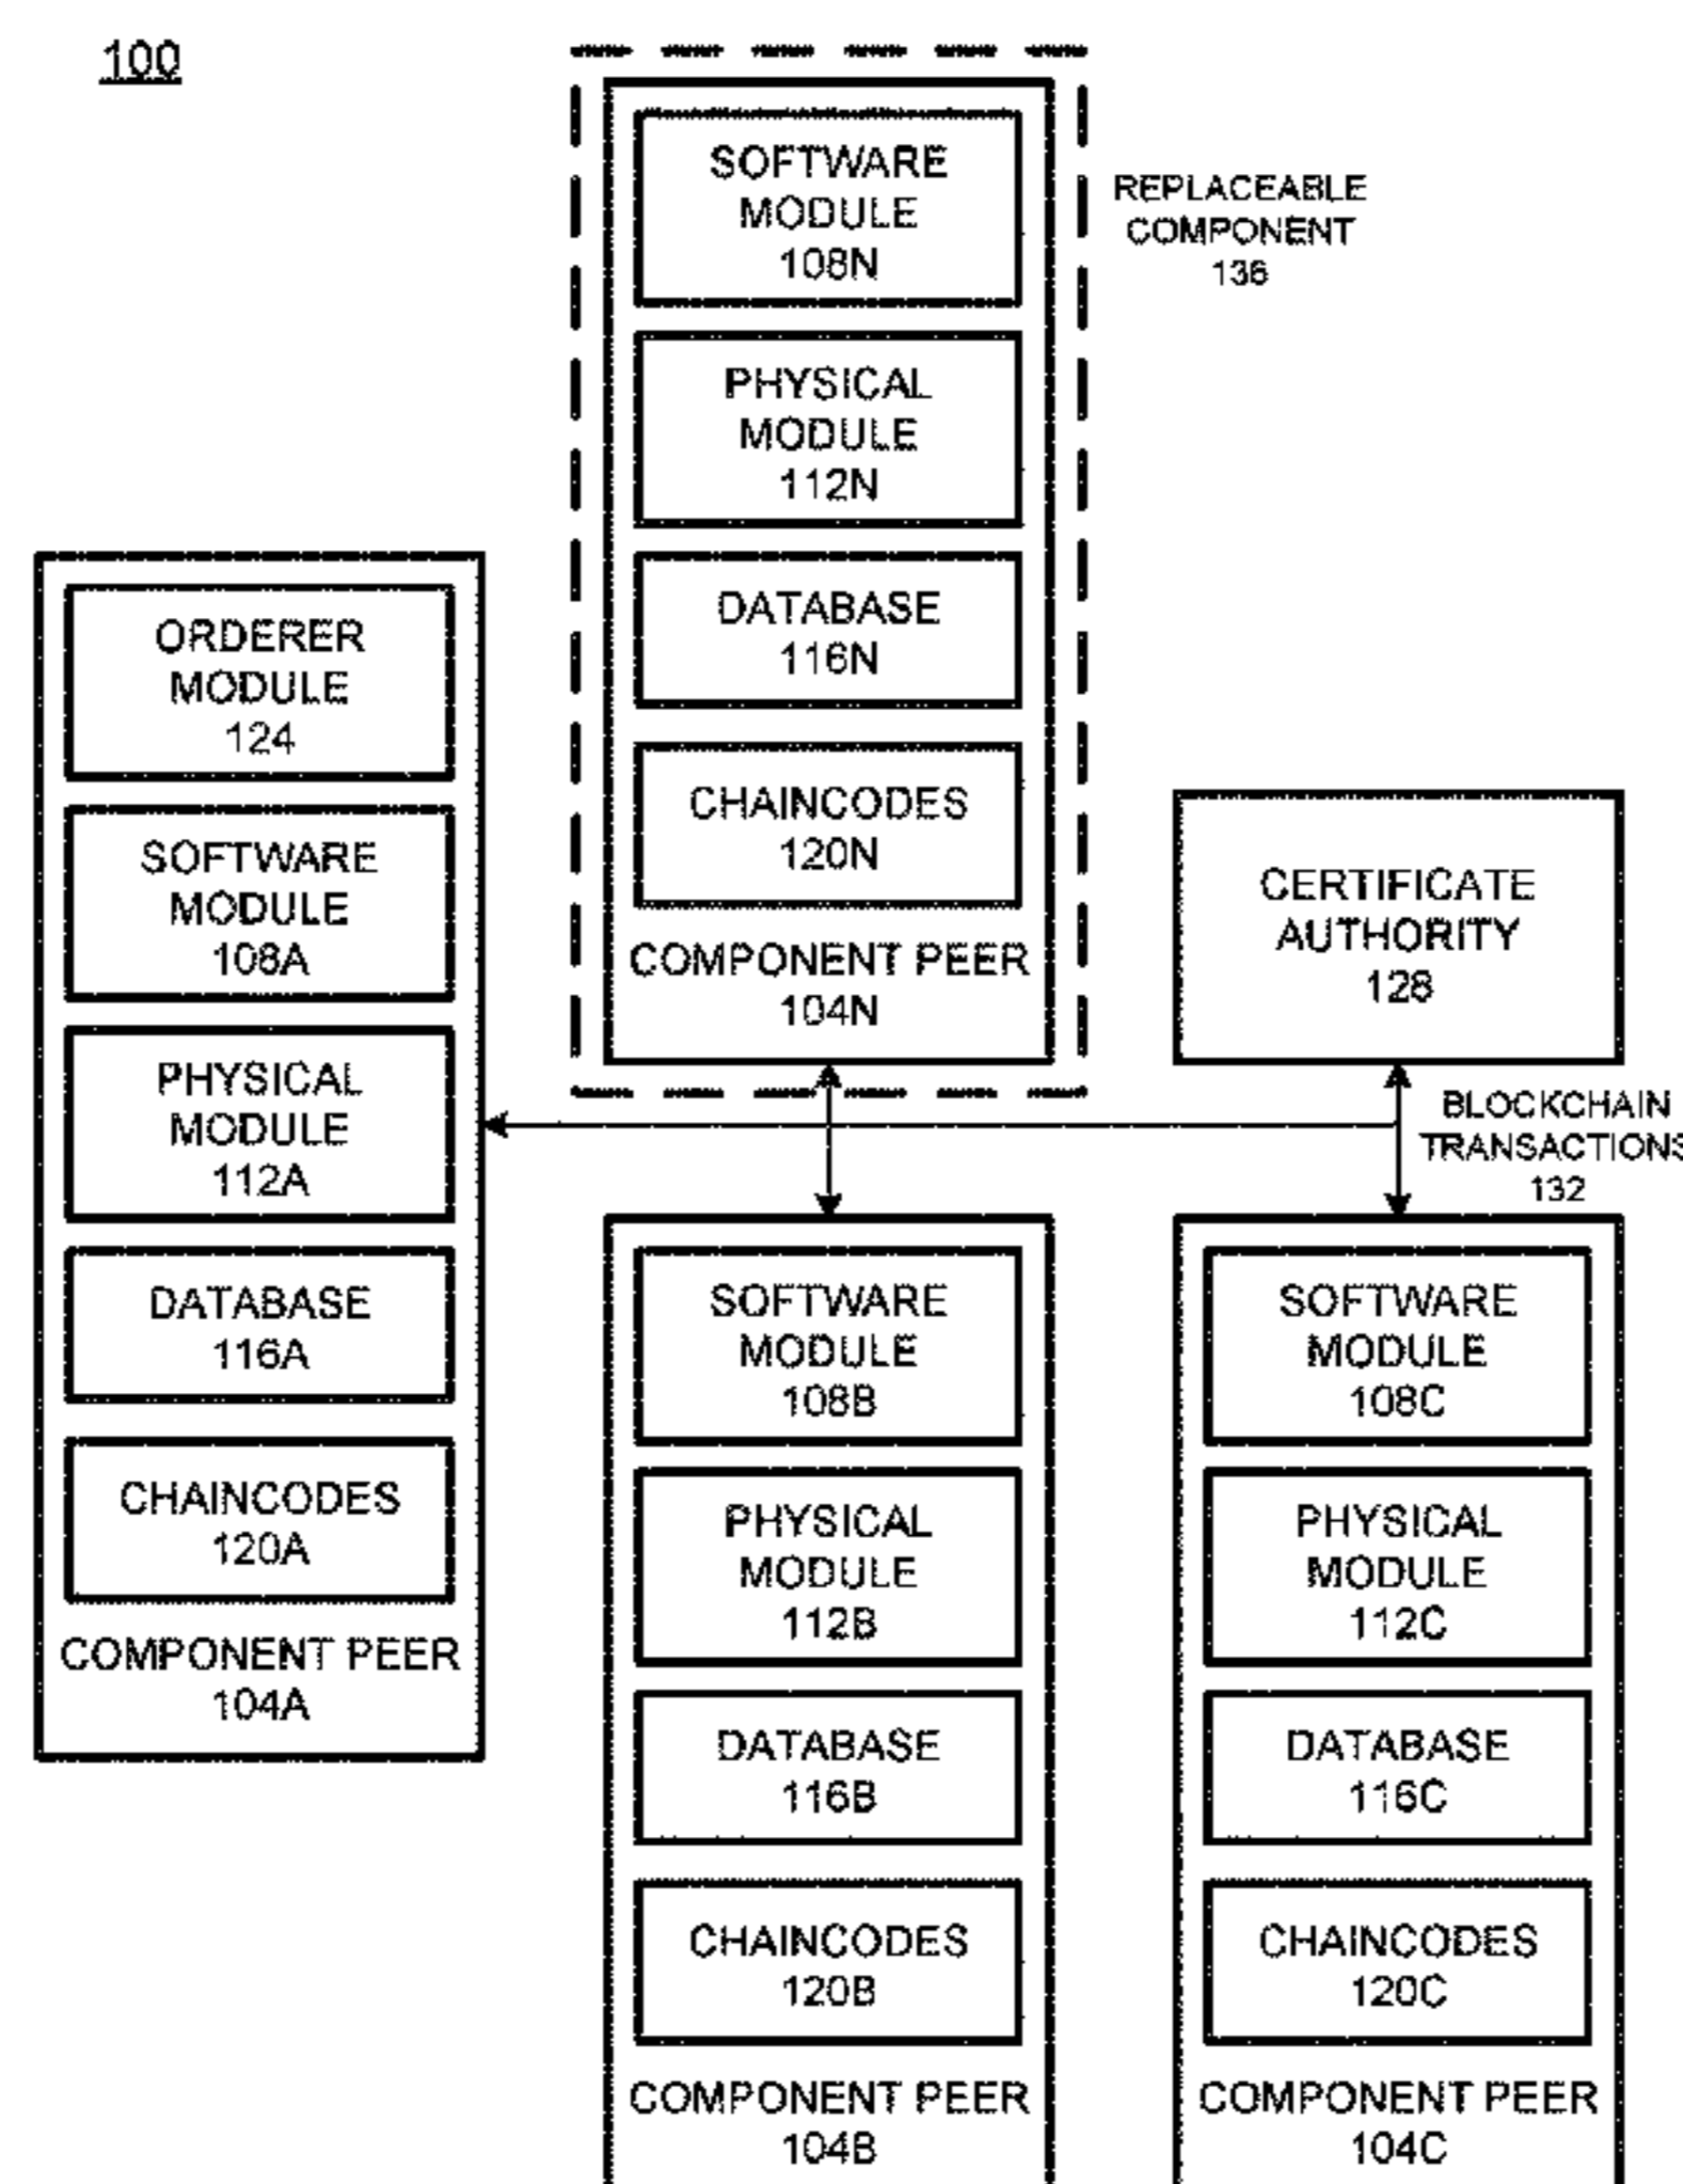 100
SOFTWARE
MODULE
108N
PHYSICAL
MODULE
112N
DATABASE
116N
CHAINCODES
120N
COMPONENT PEER
104N
REPLACEABLE
COMPONENT
136
ORDERER
MODULE
124
SOFTWARE
MODULE
108A
PHYSICAL
MODULE
112A
DATABASE
116A
CHAINCODES
120A
COMPONENT PEER
104A
CERTIFICATE
AUTHORITY
128
BLOCKCHAIN
TRANSACTIONS
132
SOFTWARE
MODULE
108B
PHYSICAL
MODULE
112B
DATABASE
116B
CHAINCODES
120B
COMPONENT PEER
104B
SOFTWARE
MODULE
108C
PHYSICAL
MODULE
112C
DATABASE
116C
CHAINCODES
120C
COMPONENT PEER
104C